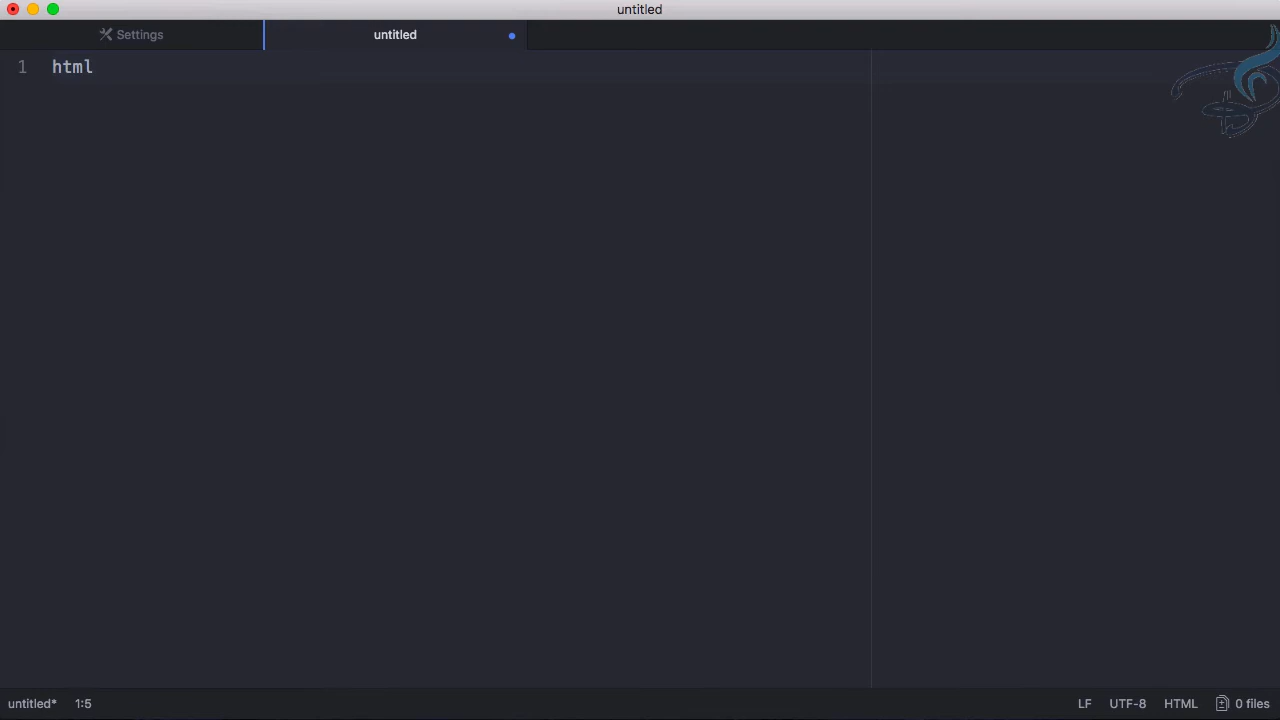 untitled
Settings
untitled
1 html
untitled* 1:5 LF UTF-8 HTML 0 files